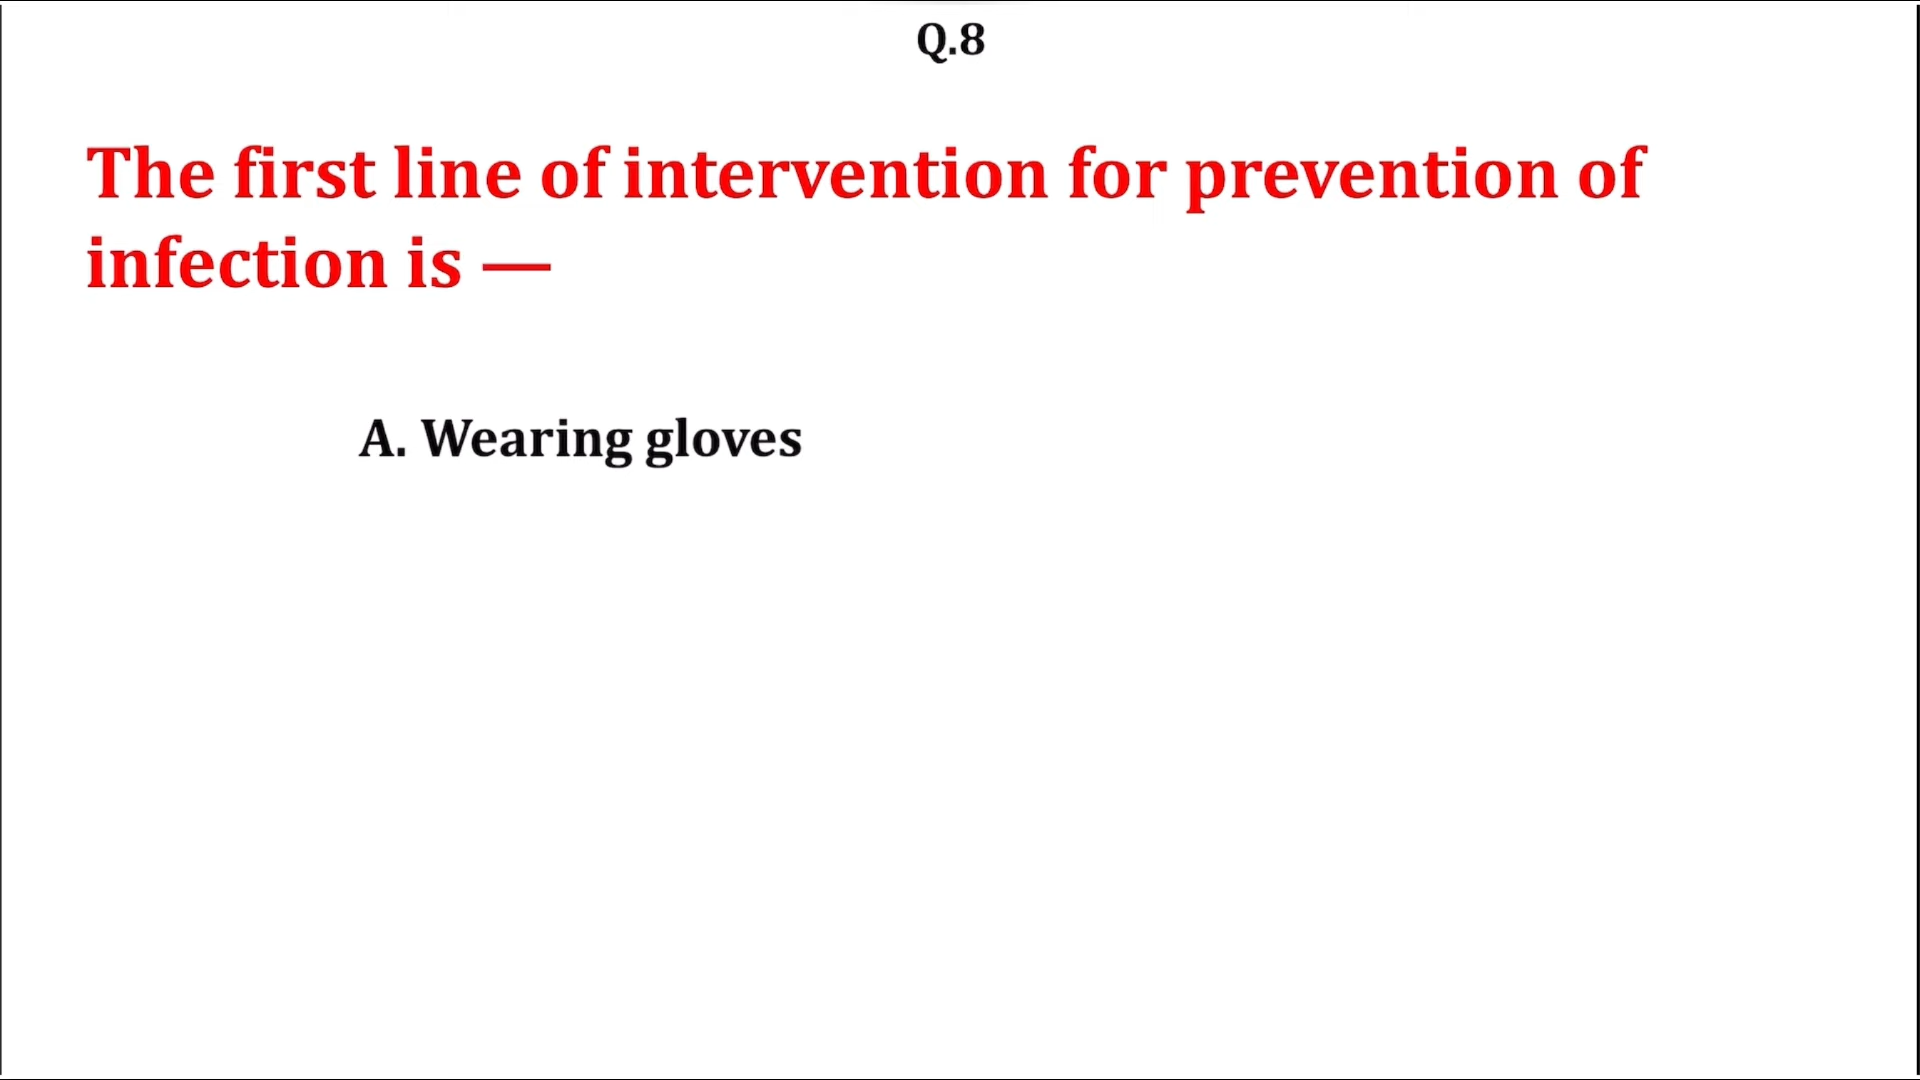 Q.8
The first line of intervention for prevention of
infection is —
A. Wearing gloves